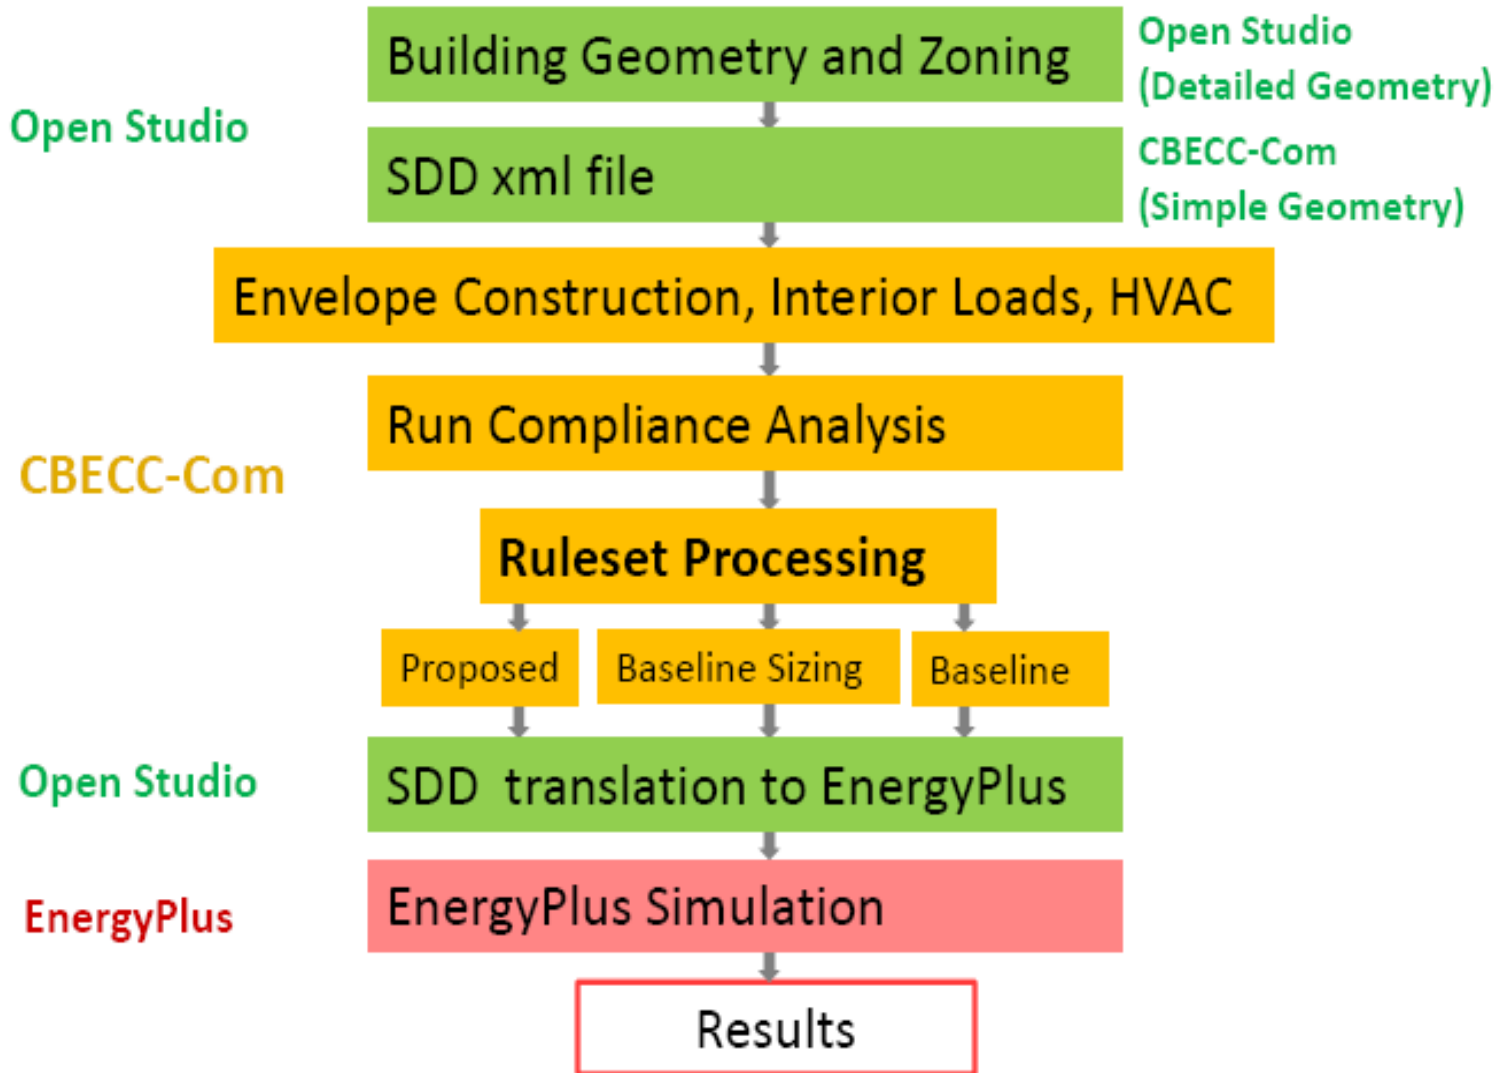 Building Geometry and Zoning
Open Studio
(Detailed Geometry)
Open Studio
SDD xml file
CBECC-Com
(Simple Geometry)
Envelope Construction, Interior Loads, HVAC
Run Compliance Analysis
CBECC-Com
Ruleset Processing
Proposed
Baseline Sizing
Baseline
Open Studio
SDD translation to EnergyPlus
EnergyPlus
EnergyPlus Simulation
Results